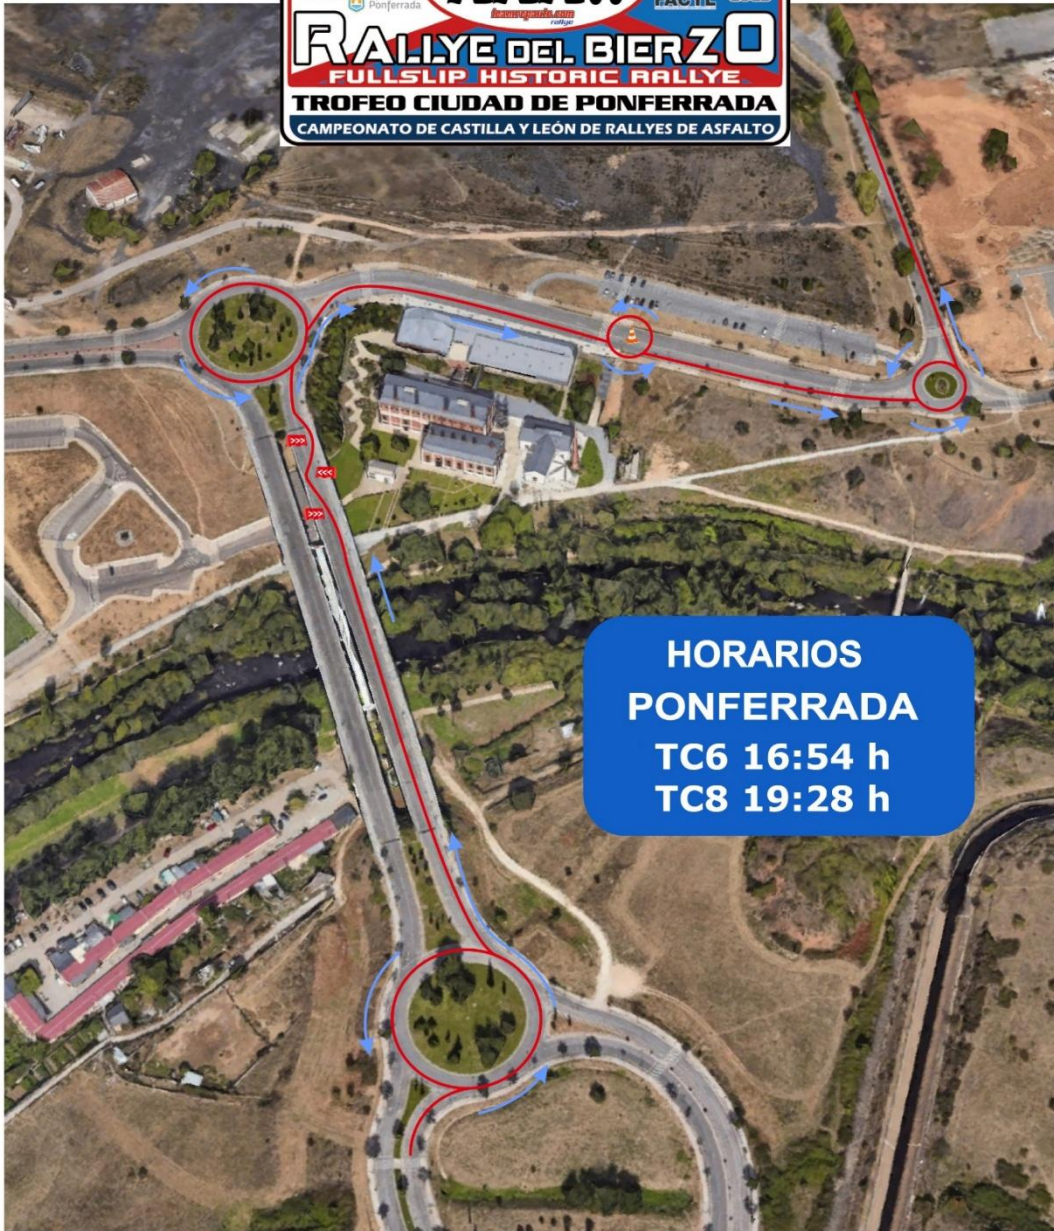 Ponferrada
RALLYE DEL BIERZO
FULLSLIP HISTORIC RALLYE
TROFEO CIUDAD DE PONFERRADA
CAMPEONATO DE CASTILLA Y LEÓN DE RALLYES DE ASFALTO
>>>
<<<
>>>
HORARIOS
PONFERRADA
TC6 16:54 h
TC8 19:28 h